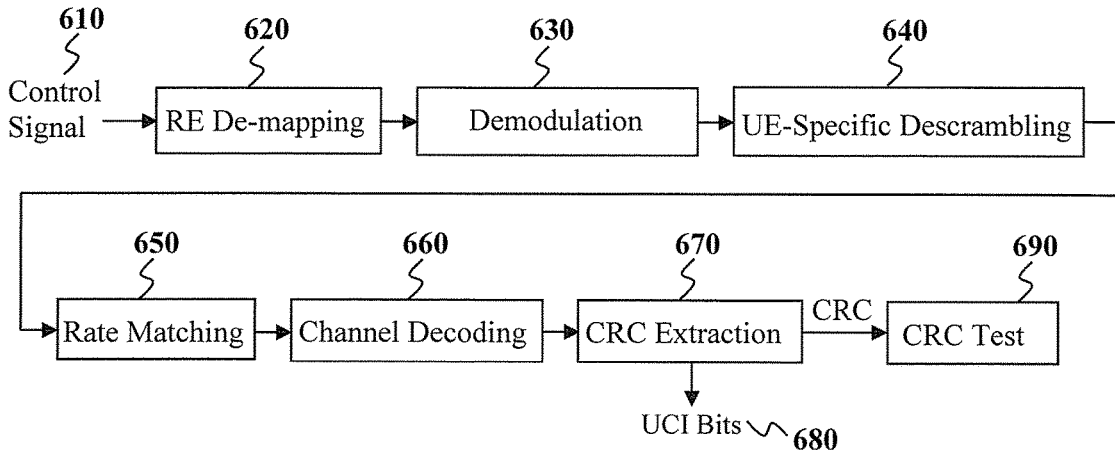 610
620
630
640
Control
Signal
RE De-mapping
Demodulation
UE-Specific Descrambling
650
660
670
690
Rate Matching
Channel Decoding
CRC Extraction
CRC
CRC Test
UCI Bits
680